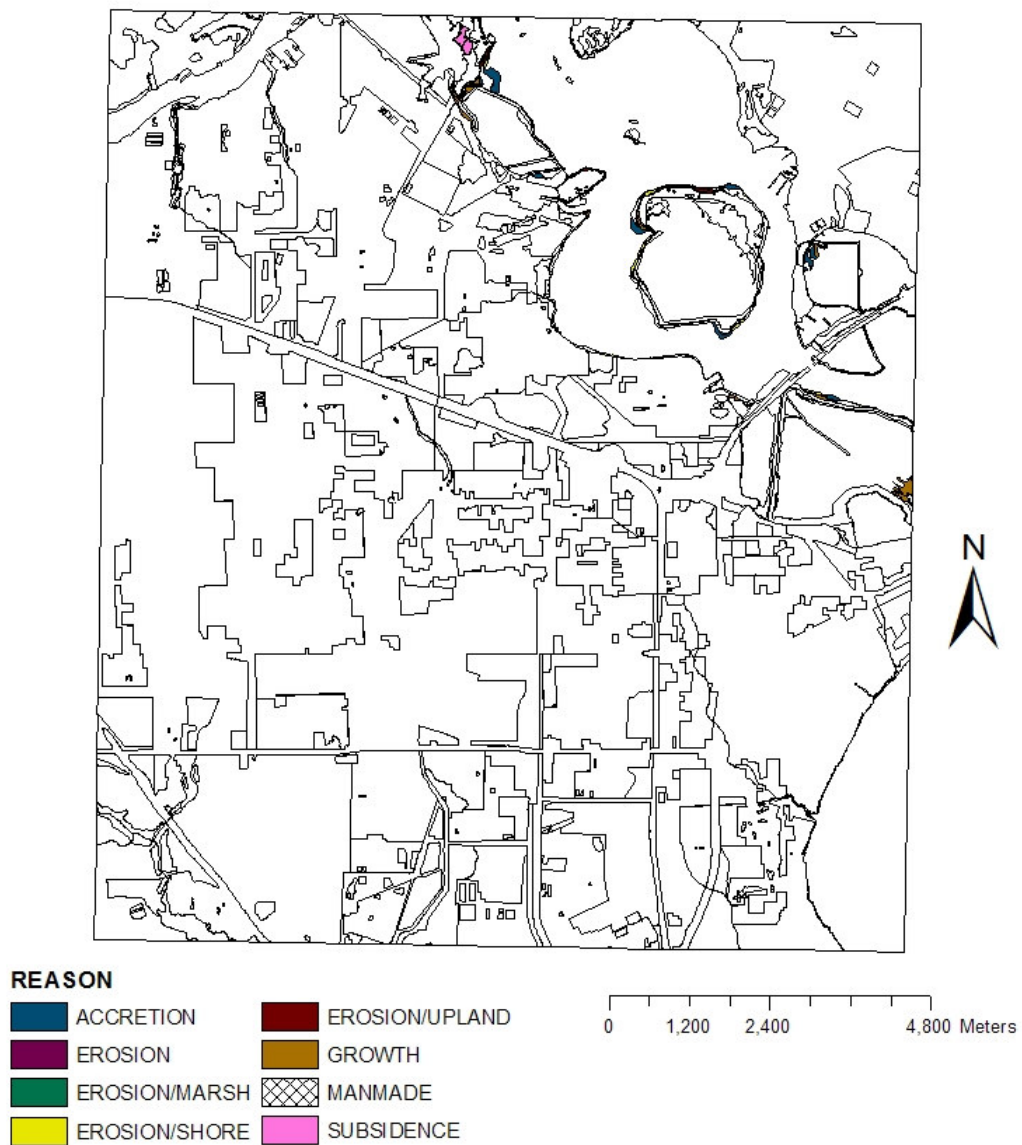 N
REASON
ACCRETION
EROSION
EROSION/MARSH
EROSION/SHORE
EROSION/UPLAND
GROWTH
MANMADE
SUBSIDENCE
0 1,200 2,400 4,800 Meters